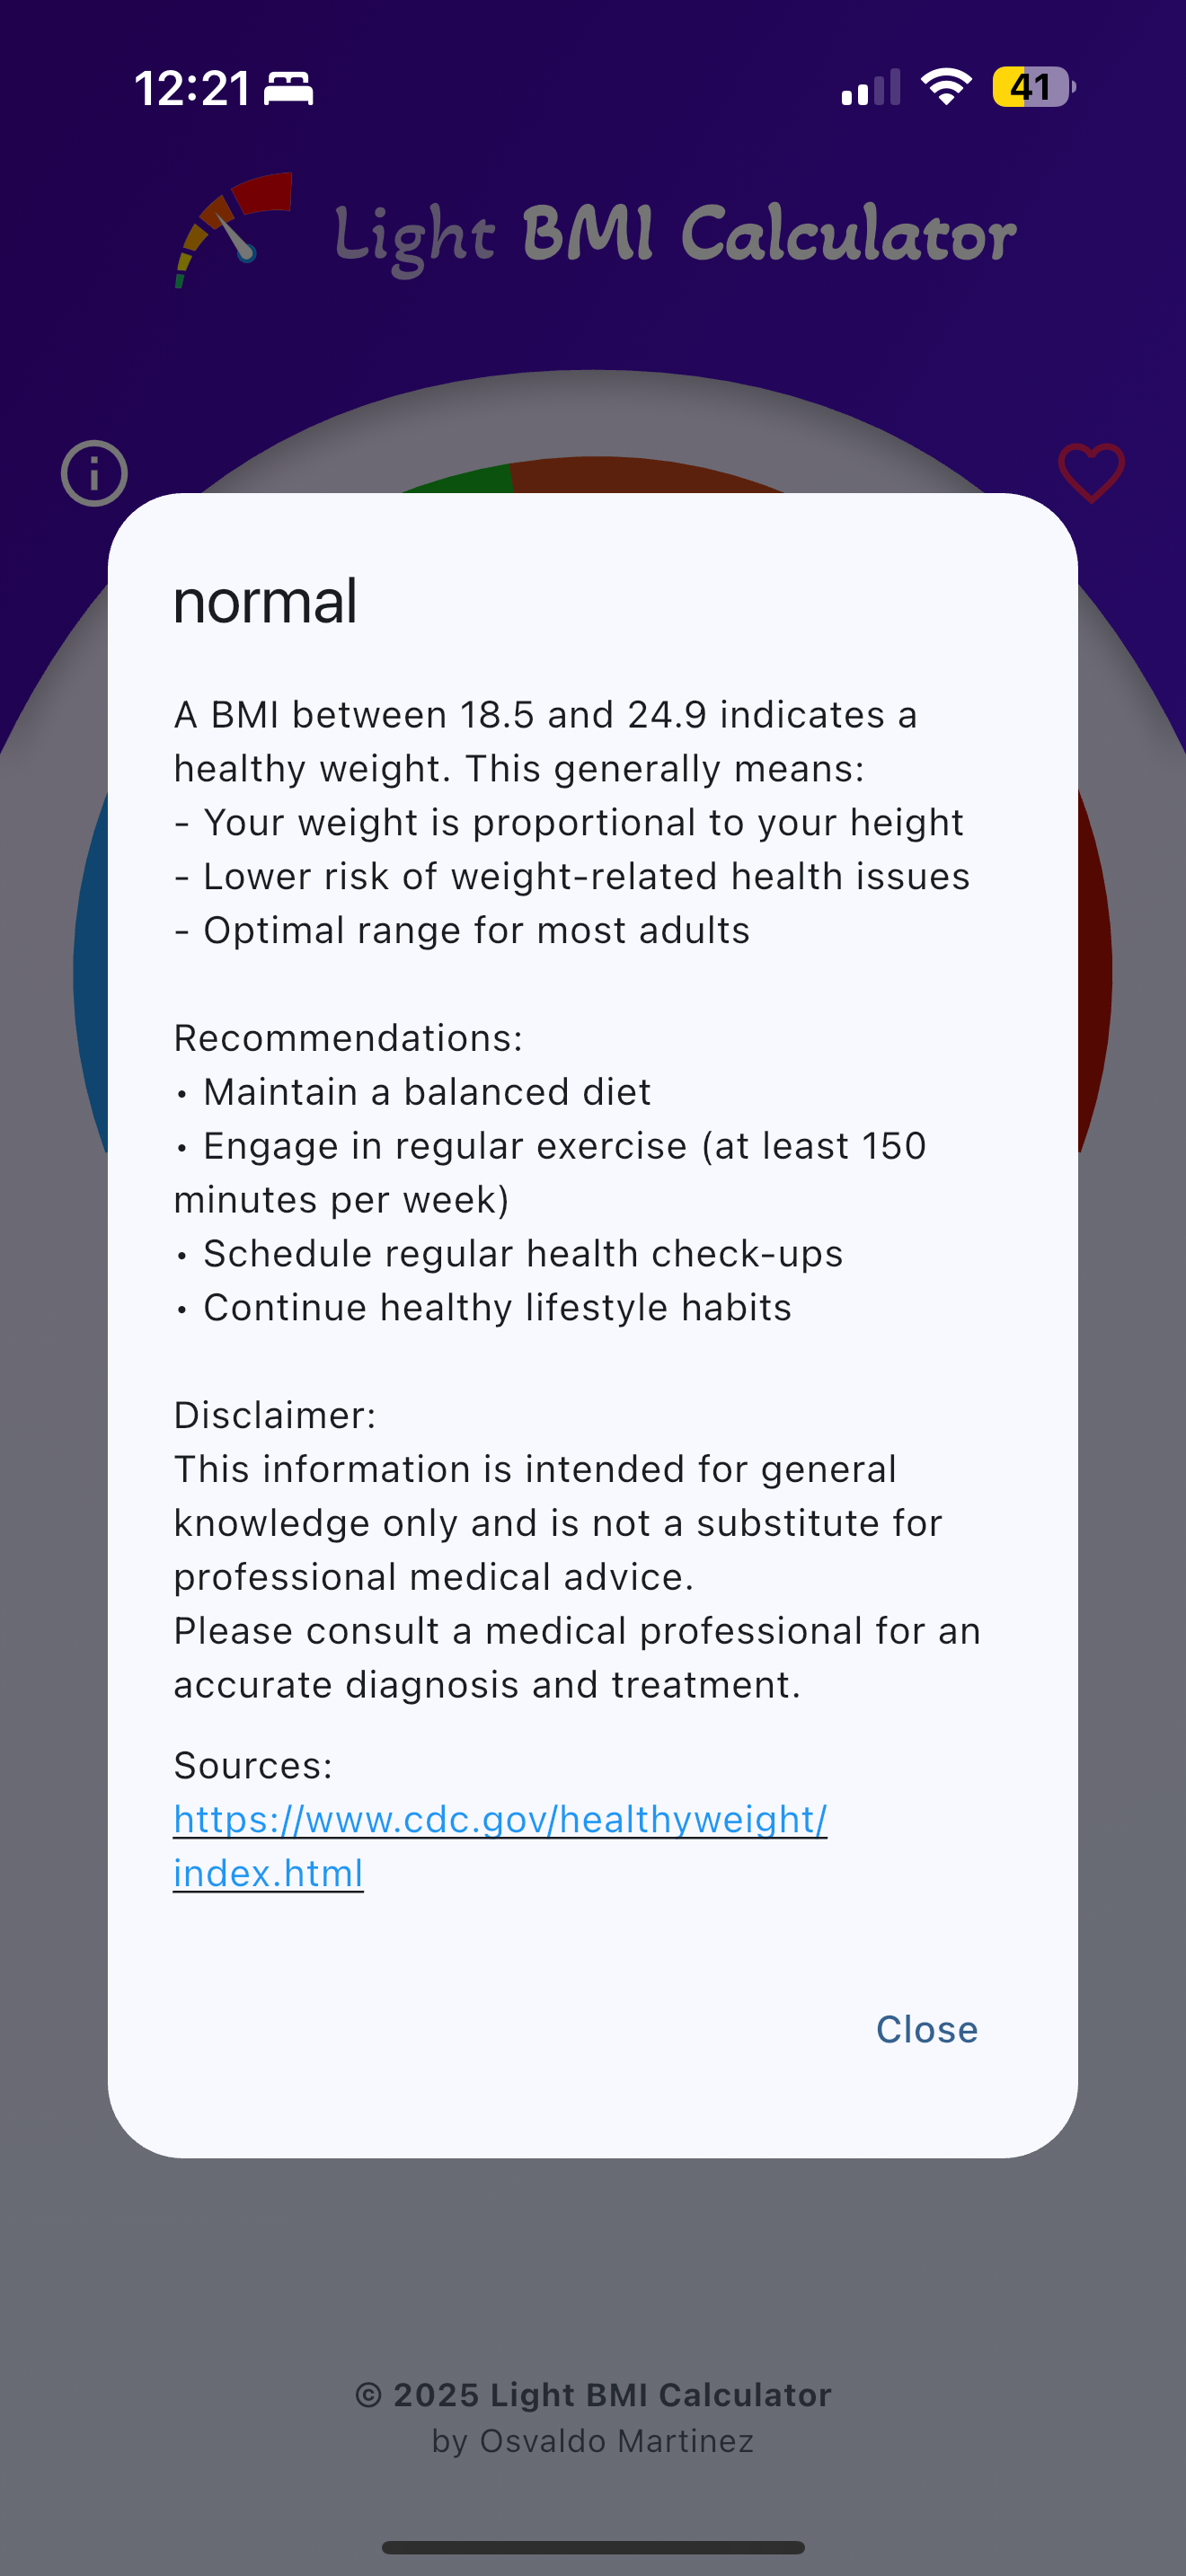 12:21
41
Light BMI Calculator
normal
A BMI between 18.5 and 24.9 indicates a
healthy weight. This generally means:
- Your weight is proportional to your height
- Lower risk of weight-related health issues
- Optimal range for most adults
Recommendations:
• Maintain a balanced diet
• Engage in regular exercise (at least 150
minutes per week)
• Schedule regular health check-ups
• Continue healthy lifestyle habits
Disclaimer:
This information is intended for general
knowledge only and is not a substitute for
professional medical advice.
Please consult a medical professional for an
accurate diagnosis and treatment.
Sources:
https://www.cdc.gov/healthyweight/
index.html
Close
© 2025 Light BMI Calculator
by Osvaldo Martinez